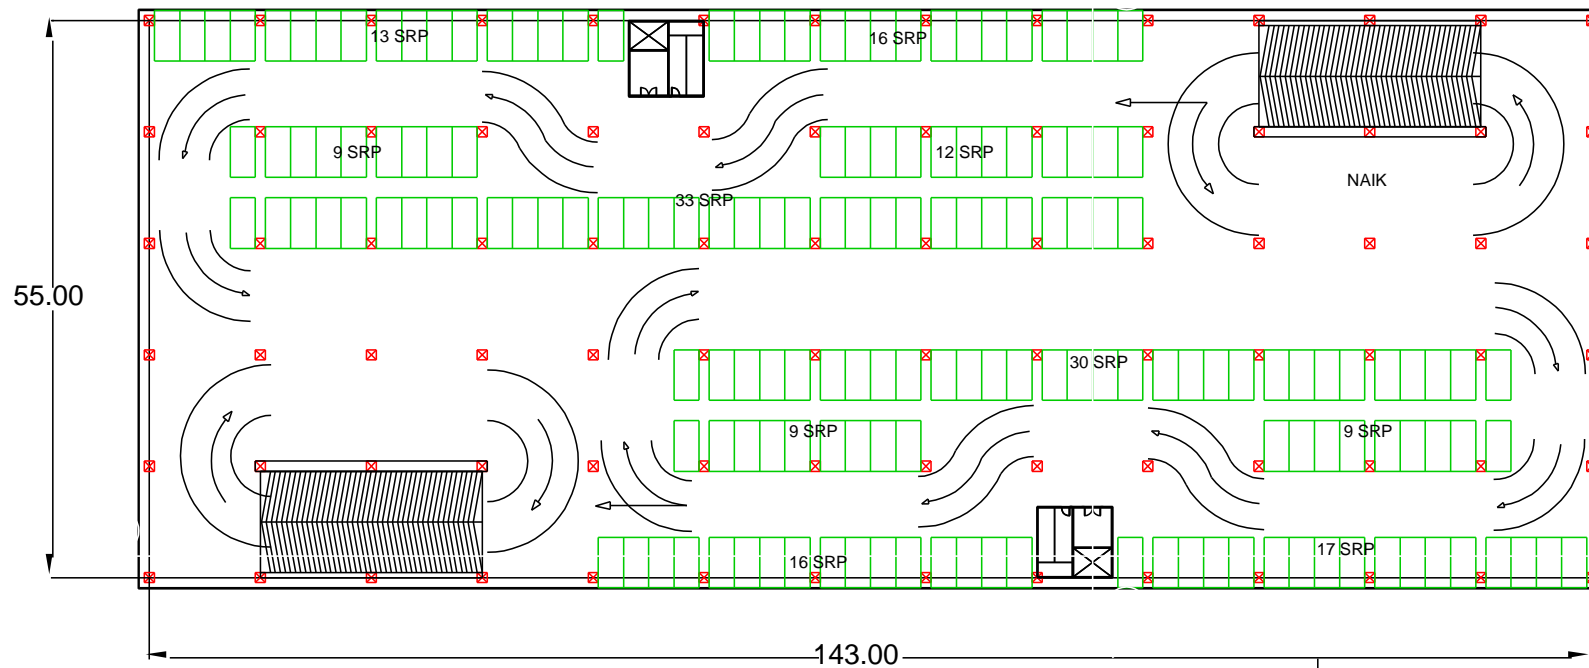 13 SRP
16 SRP
9 SRP
12 SRP
NAIK
33 SRP
55.00
30 SRP
9 SRP
9 SRP
16 SRP
17 SRP
143.00